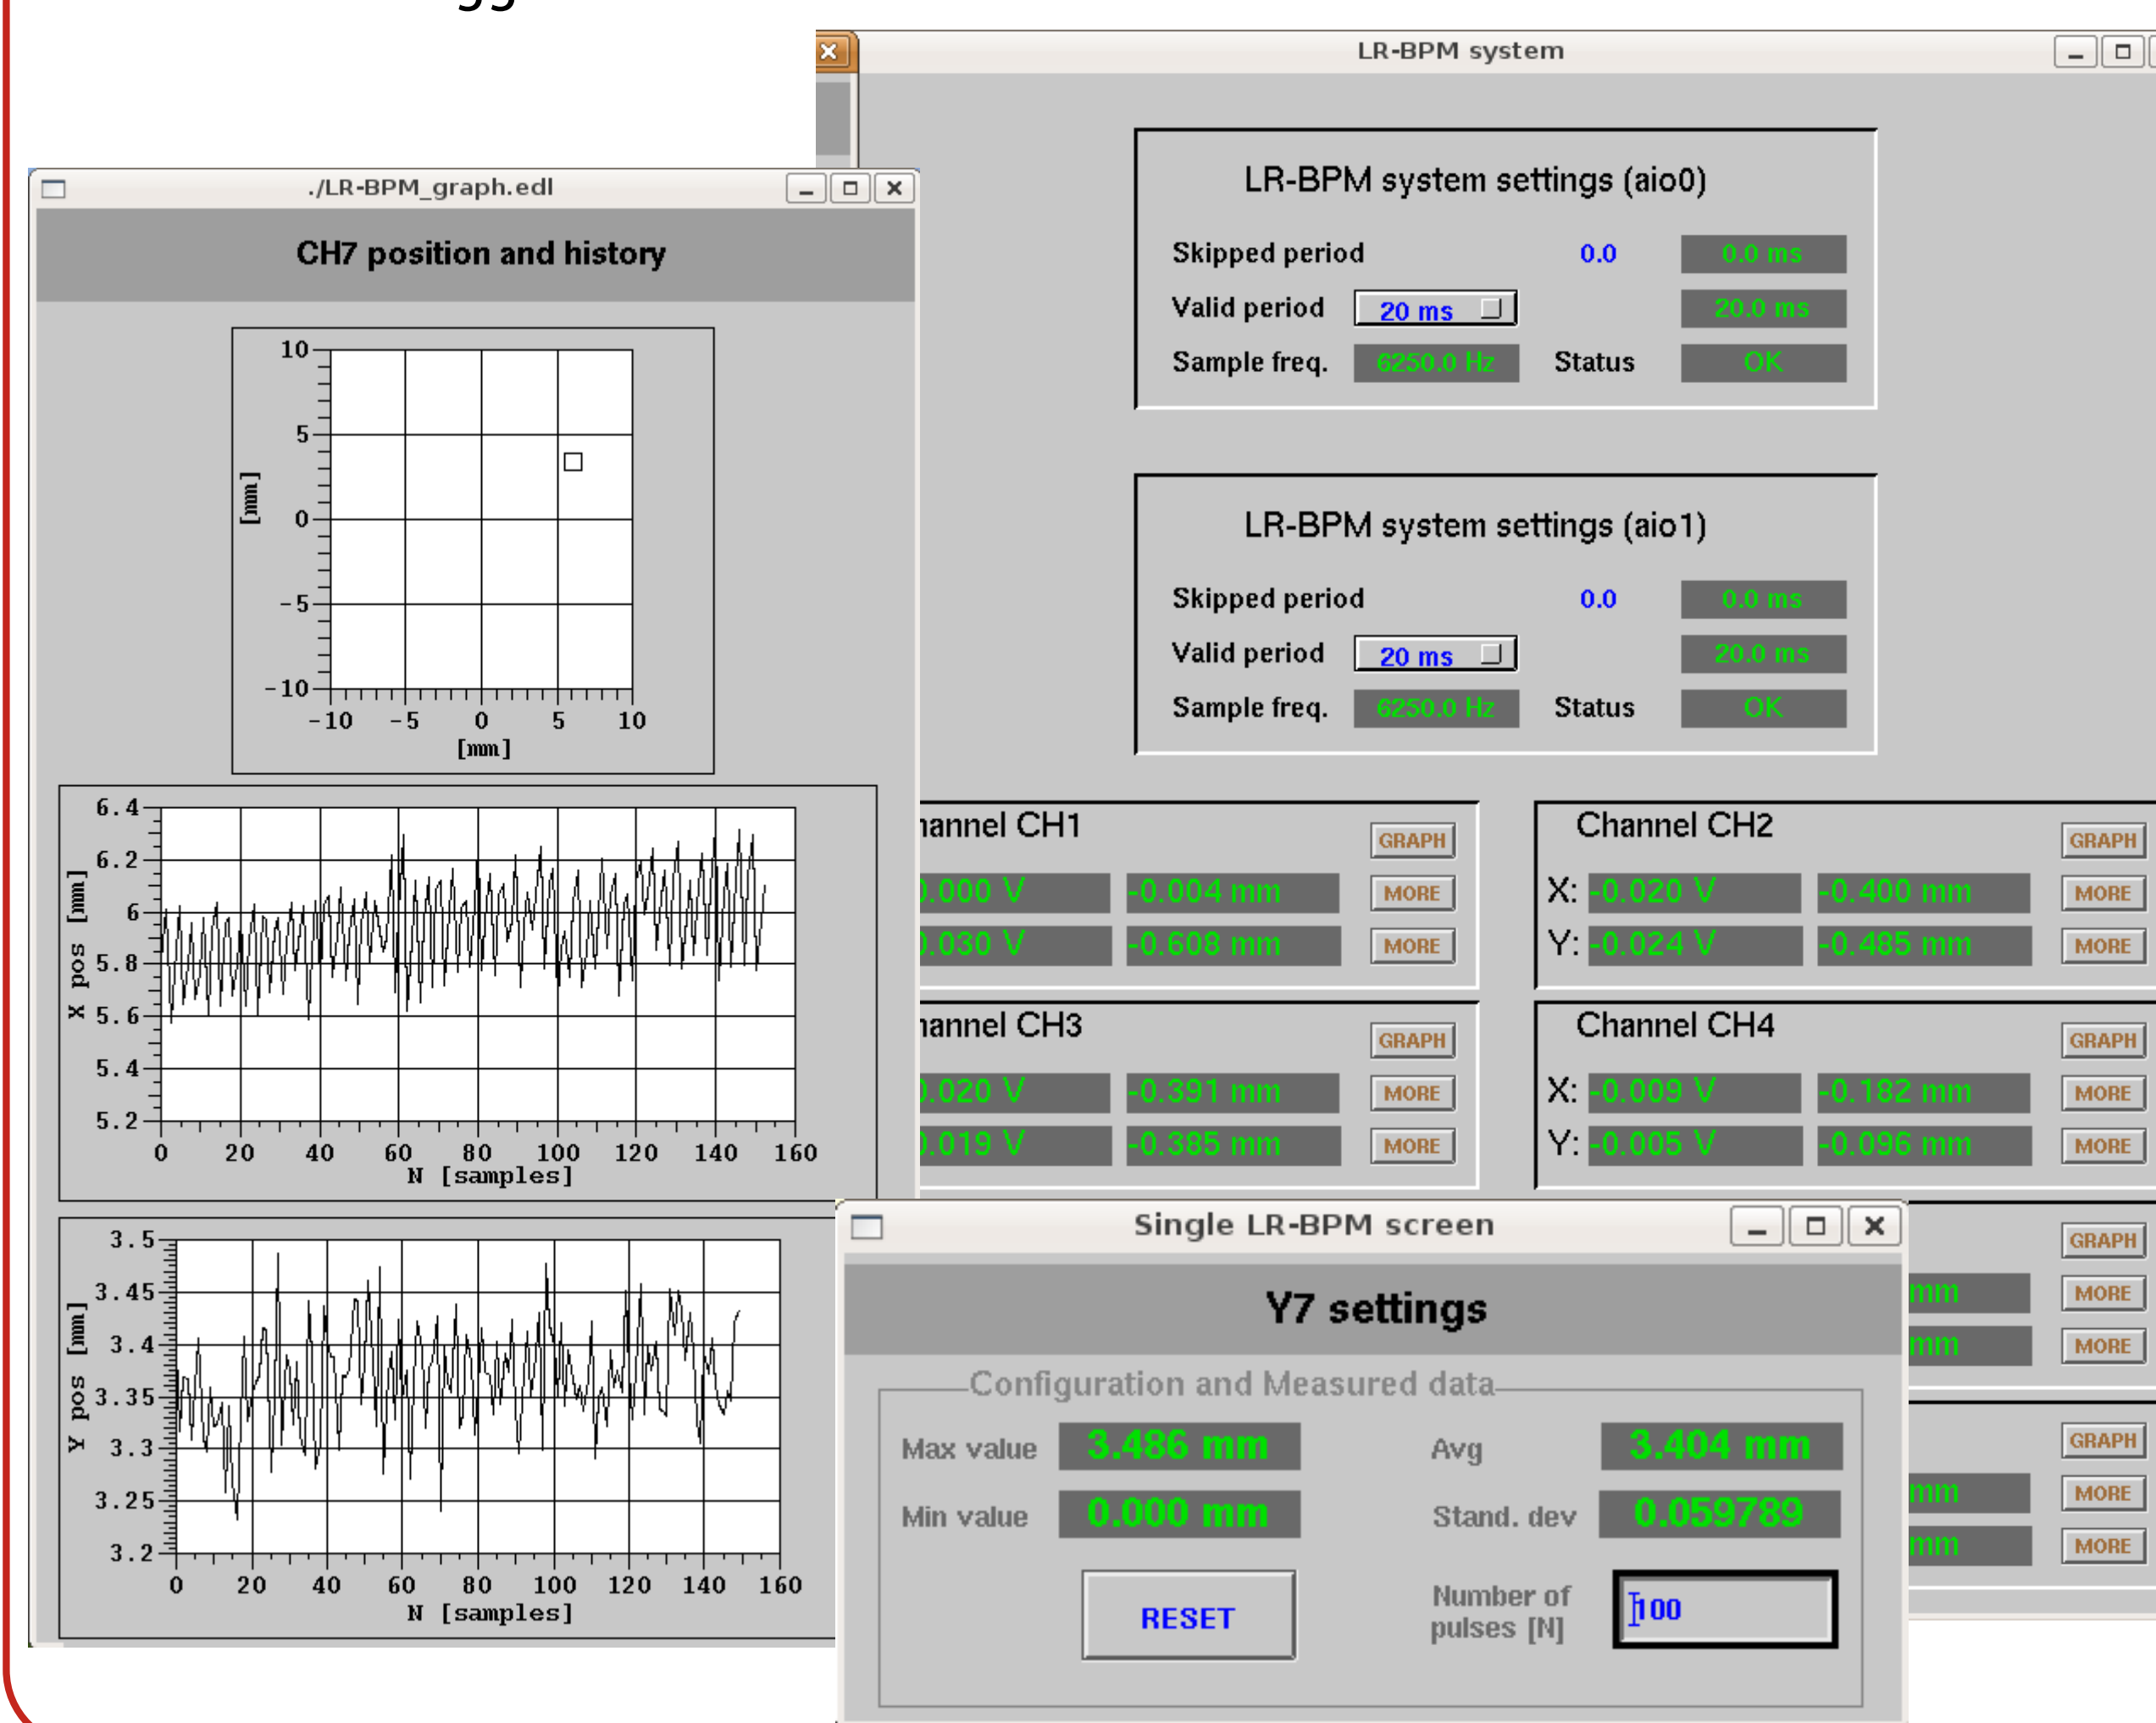 LR-BPM system
LR-BPM system settings (aio0)
Skipped period 0.0 0.0 ms
Valid period 20 ms 20.0 ms
Sample freq. 6250.0 Hz Status OK
LR-BPM system settings (aio1)
Skipped period 0.0 0.0 ms
Valid period 20 ms 20.0 ms
Sample freq. 6250.0 Hz Status OK
./LR-BPM_graph.edl
CH7 position and history
10
5
0
-5
-10
-10 -5 0 5 10
[mm]
[mm]
6.4
6.2
6
5.8
5.6
5.4
5.2
X pos [mm]
0 20 40 60 80 100 120 140 160
N [samples]
3.5
3.45
3.4
3.35
3.3
3.25
3.2
Y pos [mm]
0 20 40 60 80 100 120 140 160
N [samples]
hannel CH1 GRAPH
.000 V -0.004 mm MORE
.030 V -0.608 mm MORE
Channel CH2 GRAPH
X: -0.020 V -0.400 mm MORE
Y: -0.024 V -0.485 mm MORE
hannel CH3 GRAPH
.020 V -0.391 mm MORE
.019 V -0.385 mm MORE
Channel CH4 GRAPH
X: -0.009 V -0.182 mm MORE
Y: -0.005 V -0.096 mm MORE
GRAPH
mm MORE
mm MORE
GRAPH
mm MORE
mm MORE
Single LR-BPM screen
Y7 settings
Configuration and Measured data
Max value 3.486 mm Avg 3.404 mm
Min value 0.000 mm Stand. dev 0.059789
RESET
Number of
pulses [N]
100